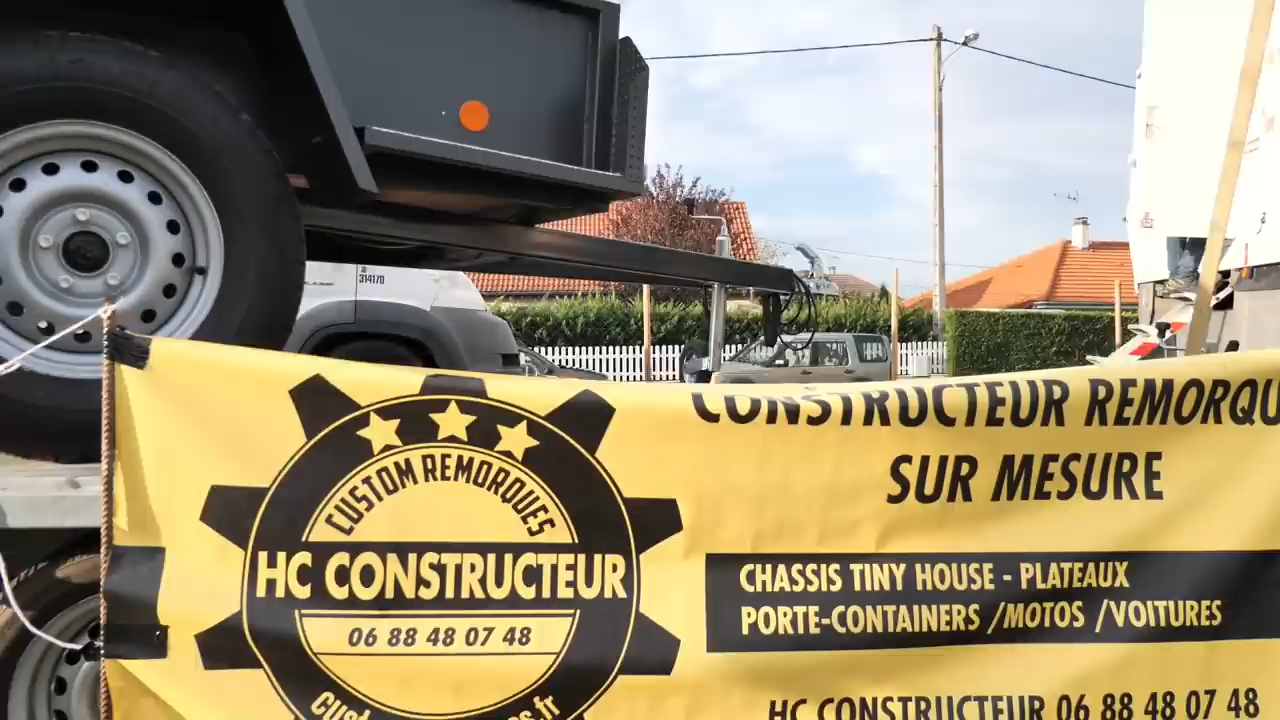 314170
CONSTRUCTEUR REMORQU
SUR MESURE
CUSTOM REMORQUES
HC CONSTRUCTEUR
06 88 48 07 48
CHASSIS TINY HOUSE - PLATEAUX
PORTE-CONTAINERS /MOTOS /VOITURES
HC CONSTRUCTEUR 06 88 48 07 48